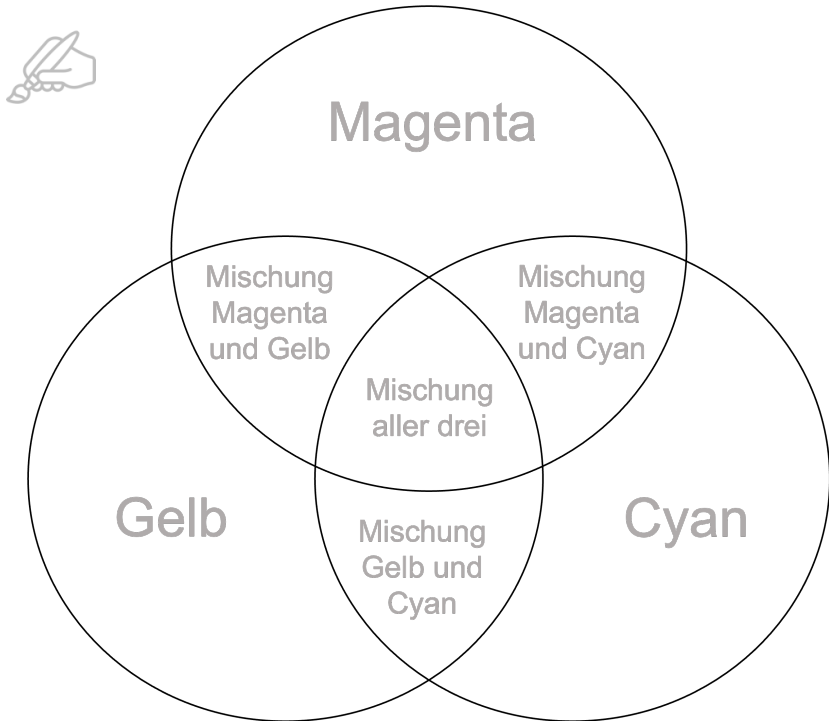 Magenta
Mischung
Magenta
und Gelb
Mischung
Magenta
und Cyan
Mischung
aller drei
Gelb
Mischung
Gelb und
Cyan
Cyan